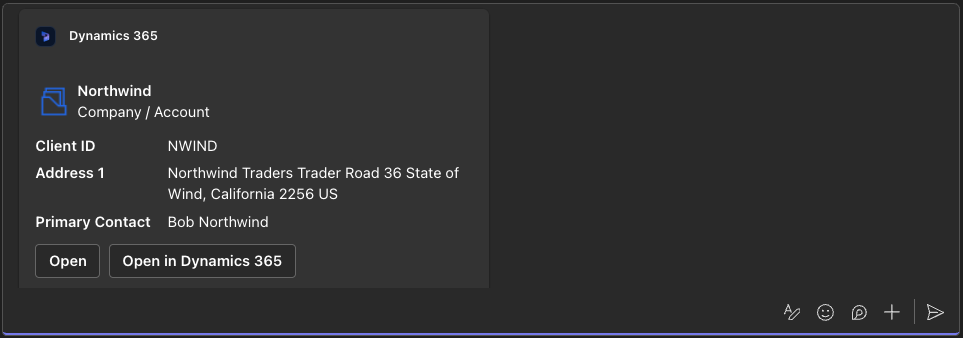 Dynamics 365
Northwind
Company / Account
Client ID NWIND
Address 1 Northwind Traders Trader Road 36 State of
Wind, California 2256 US
Primary Contact Bob Northwind
Open Open in Dynamics 365